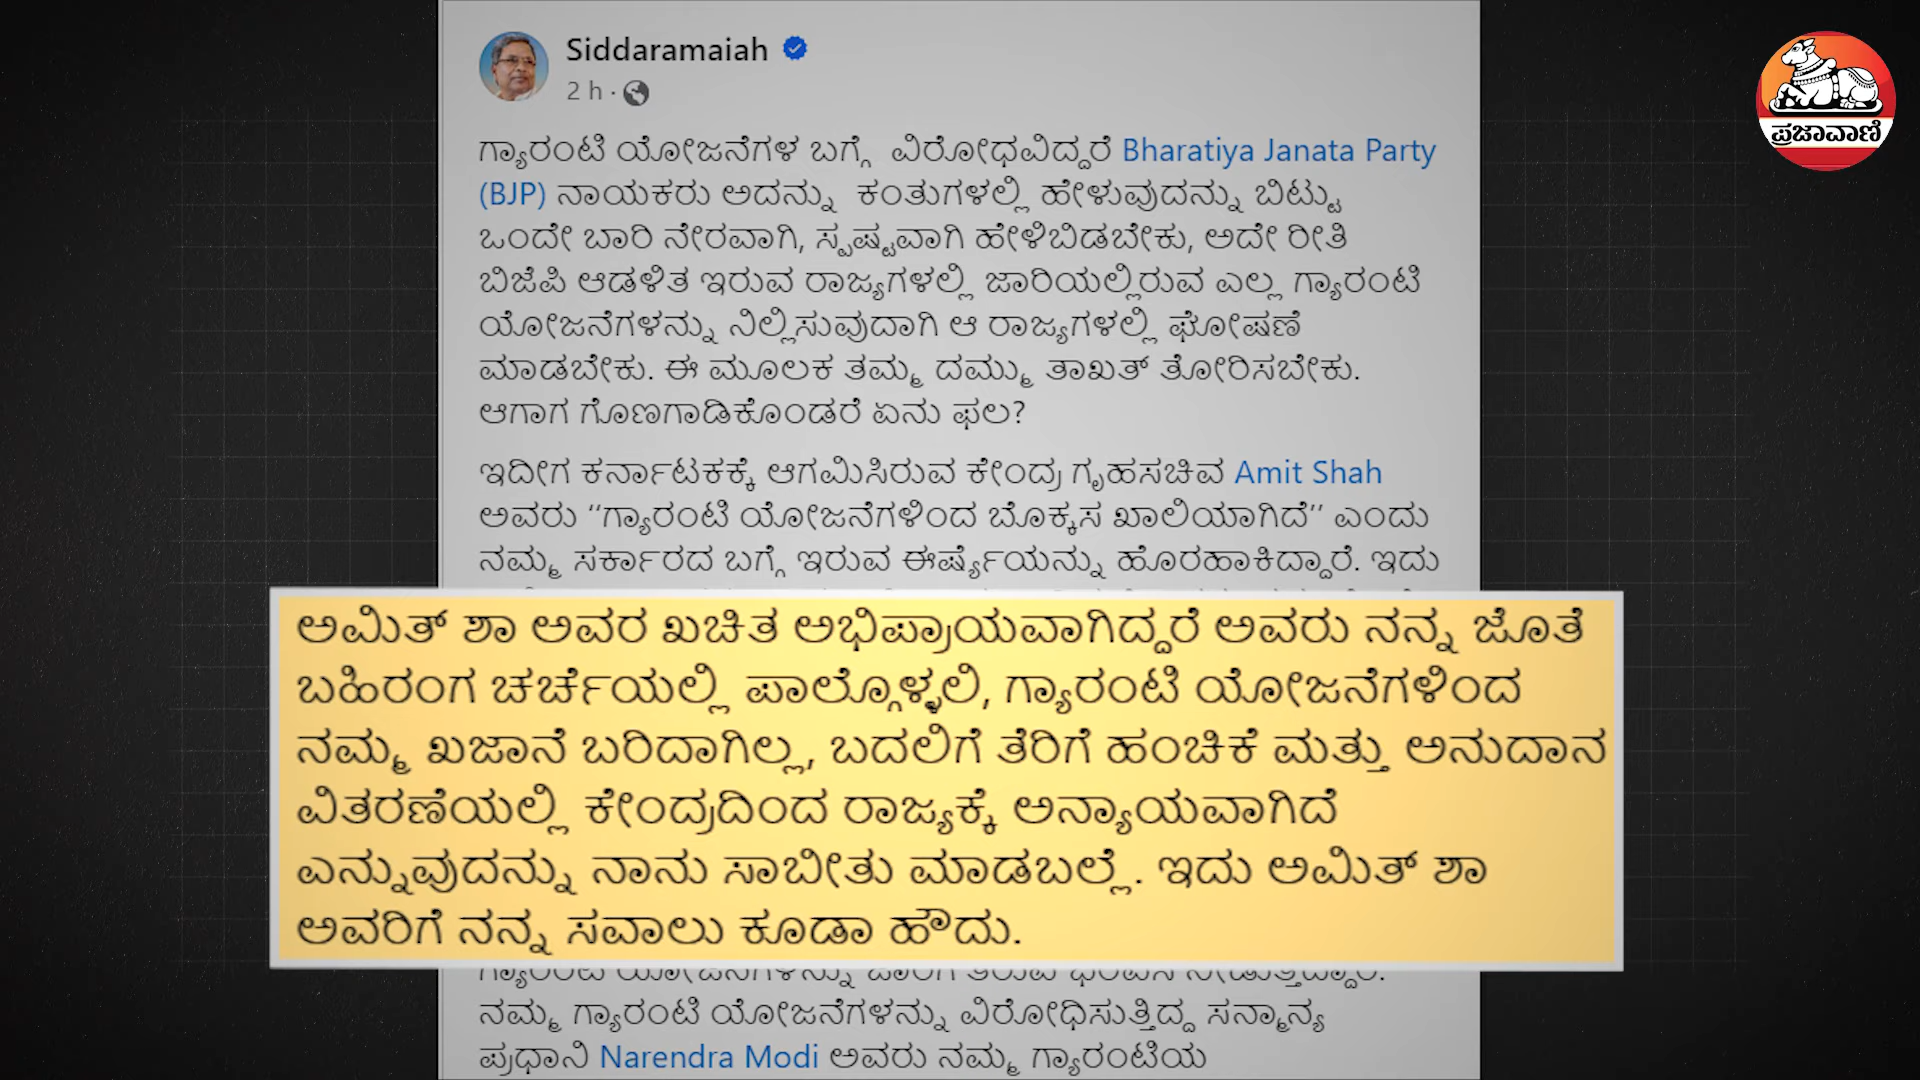 Siddaramaiah
2 h ·
ಪ್ರಜಾವಾಣಿ
ಗ್ಯಾರಂಟಿ ಯೋಜನೆಗಳ ಬಗ್ಗೆ ವಿರೋಧವಿದ್ದರೆ Bharatiya Janata Party
(BJP) ನಾಯಕರು ಅದನ್ನು ಕಂತುಗಳಲ್ಲಿ ಹೇಳುವುದನ್ನು ಬಿಟ್ಟು
ಒಂದೇ ಬಾರಿ ನೇರವಾಗಿ, ಸ್ಪಷ್ಟವಾಗಿ ಹೇಳಿಬಿಡಬೇಕು, ಅದೇ ರೀತಿ
ಬಿಜೆಪಿ ಆಡಳಿತ ಇರುವ ರಾಜ್ಯಗಳಲ್ಲಿ ಜಾರಿಯಲ್ಲಿರುವ ಎಲ್ಲ ಗ್ಯಾರಂಟಿ
ಯೋಜನೆಗಳನ್ನು ನಿಲ್ಲಿಸುವುದಾಗಿ ಆ ರಾಜ್ಯಗಳಲ್ಲಿ ಘೋಷಣೆ
ಮಾಡಬೇಕು. ಈ ಮೂಲಕ ತಮ್ಮ ದಮ್ಮು ತಾಖತ್ ತೋರಿಸಬೇಕು.
ಆಗಾಗ ಗೊಣಗಾಡಿಕೊಂಡರೆ ಏನು ಫಲ?
ಇದೀಗ ಕರ್ನಾಟಕಕ್ಕೆ ಆಗಮಿಸಿರುವ ಕೇಂದ್ರ ಗೃಹಸಚಿವ Amit Shah
ಅವರು ‘‘ಗ್ಯಾರಂಟಿ ಯೋಜನೆಗಳಿಂದ ಬೊಕ್ಕಸ ಖಾಲಿಯಾಗಿದೆ’’ ಎಂದು
ನಮ್ಮ ಸರ್ಕಾರದ ಬಗ್ಗೆ ಇರುವ ಈರ್ಷ್ಯೆಯನ್ನು ಹೊರಹಾಕಿದ್ದಾರೆ. ಇದು
ಅಮಿತ್ ಶಾ ಅವರ ಖಚಿತ ಅಭಿಪ್ರಾಯವಾಗಿದ್ದರೆ ಅವರು ನನ್ನ ಜೊತೆ
ಬಹಿರಂಗ ಚರ್ಚೆಯಲ್ಲಿ ಪಾಲ್ಗೊಳ್ಳಲಿ, ಗ್ಯಾರಂಟಿ ಯೋಜನೆಗಳಿಂದ
ನಮ್ಮ ಖಜಾನೆ ಬರಿದಾಗಿಲ್ಲ, ಬದಲಿಗೆ ತೆರಿಗೆ ಹಂಚಿಕೆ ಮತ್ತು ಅನುದಾನ
ವಿತರಣೆಯಲ್ಲಿ ಕೇಂದ್ರದಿಂದ ರಾಜ್ಯಕ್ಕೆ ಅನ್ಯಾಯವಾಗಿದೆ
ಎನ್ನುವುದನ್ನು ನಾನು ಸಾಬೀತು ಮಾಡಬಲ್ಲೆ. ಇದು ಅಮಿತ್ ಶಾ
ಅವರಿಗೆ ನನ್ನ ಸವಾಲು ಕೂಡಾ ಹೌದು.
ನಮ್ಮ ಗ್ಯಾರಂಟಿ ಯೋಜನೆಗಳನ್ನು ವಿರೋಧಿಸುತ್ತಿದ್ದ ಸನ್ಮಾನ್ಯ
ಪ್ರಧಾನಿ Narendra Modi ಅವರು ನಮ್ಮ ಗ್ಯಾರಂಟಿಯ